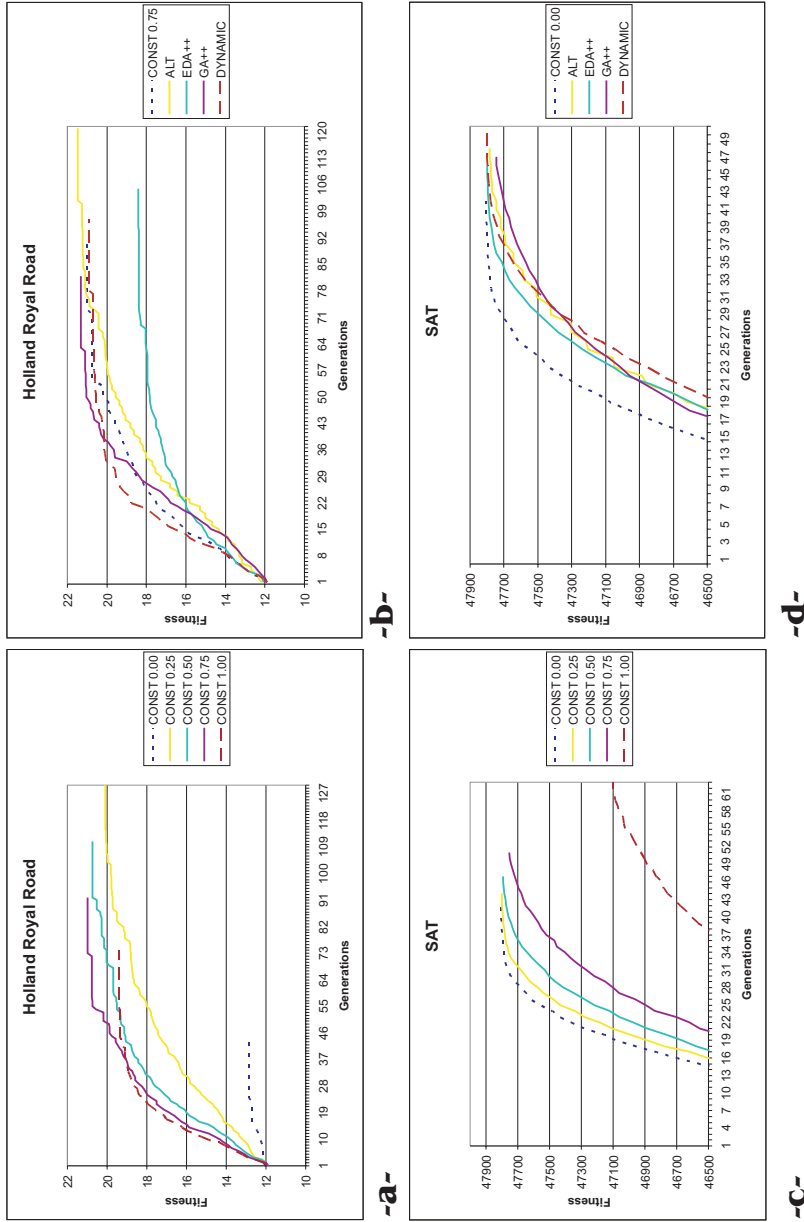 Holland Royal Road
Fitness
22
20
18
16
14
12
10
1 10 19 28 37 46 55 64 73 82 91 100 109 118 127
Generations
CONST 0.00
CONST 0.25
CONST 0.50
CONST 0.75
CONST 1.00
-a-
Holland Royal Road
Fitness
22
20
18
16
14
12
10
1 8 15 22 29 36 43 50 57 64 71 78 85 92 99 106 113 120
Generations
CONST 0.75
ALT
EDA++
GA++
DYNAMIC
-b-
SAT
Fitness
47900
47700
47500
47300
47100
46900
46700
46500
1 4 7 10 13 16 19 22 25 28 31 34 37 40 43 46 49 52 55 58 61
Generations
CONST 0.00
CONST 0.25
CONST 0.50
CONST 0.75
CONST 1.00
-c-
SAT
Fitness
47900
47700
47500
47300
47100
46900
46700
46500
1 3 5 7 9 11 13 15 17 19 21 23 25 27 29 31 33 35 37 39 41 43 45 47 49
Generations
CONST 0.00
ALT
EDA++
GA++
DYNAMIC
-d-